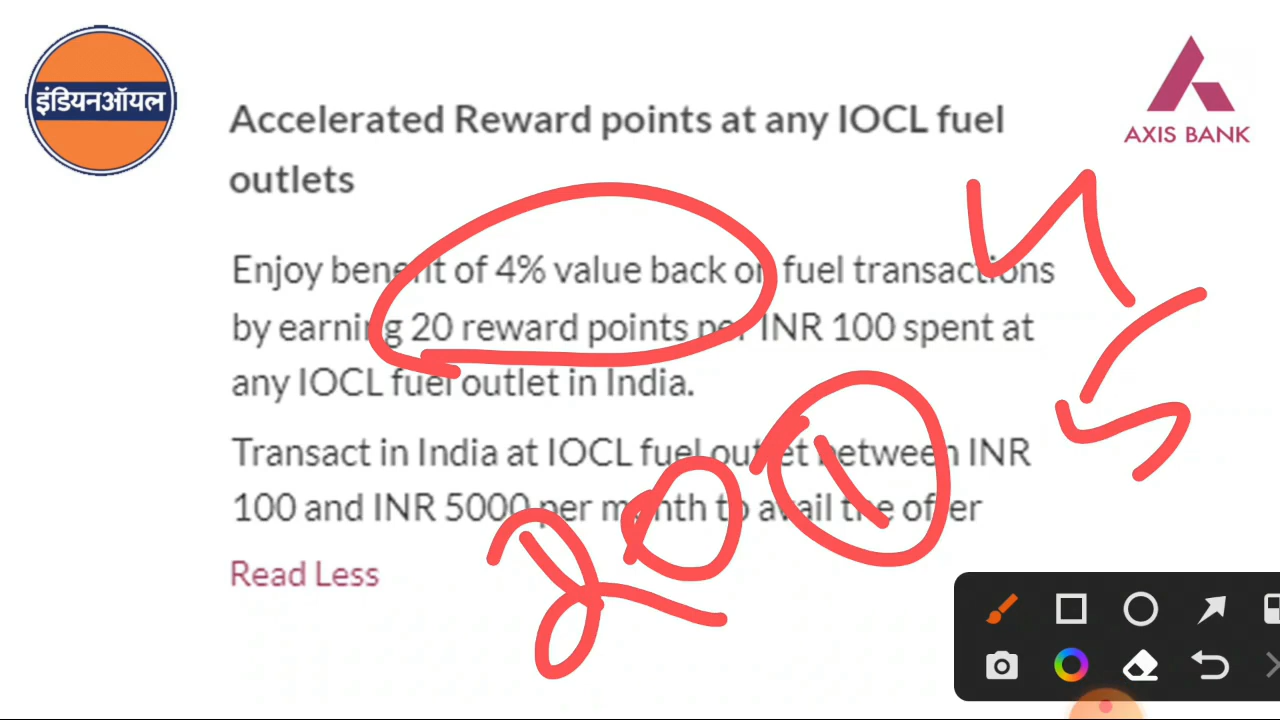 इंडियनऑयल
AXIS BANK
Accelerated Reward points at any IOCL fuel
outlets
Enjoy benefit of 4% value back on fuel transactions
by earning 20 reward points per INR 100 spent at
any IOCL fuel outlet in India.
Transact in India at IOCL fuel outlet between INR
100 and INR 5000 per month to avail the offer
Read Less